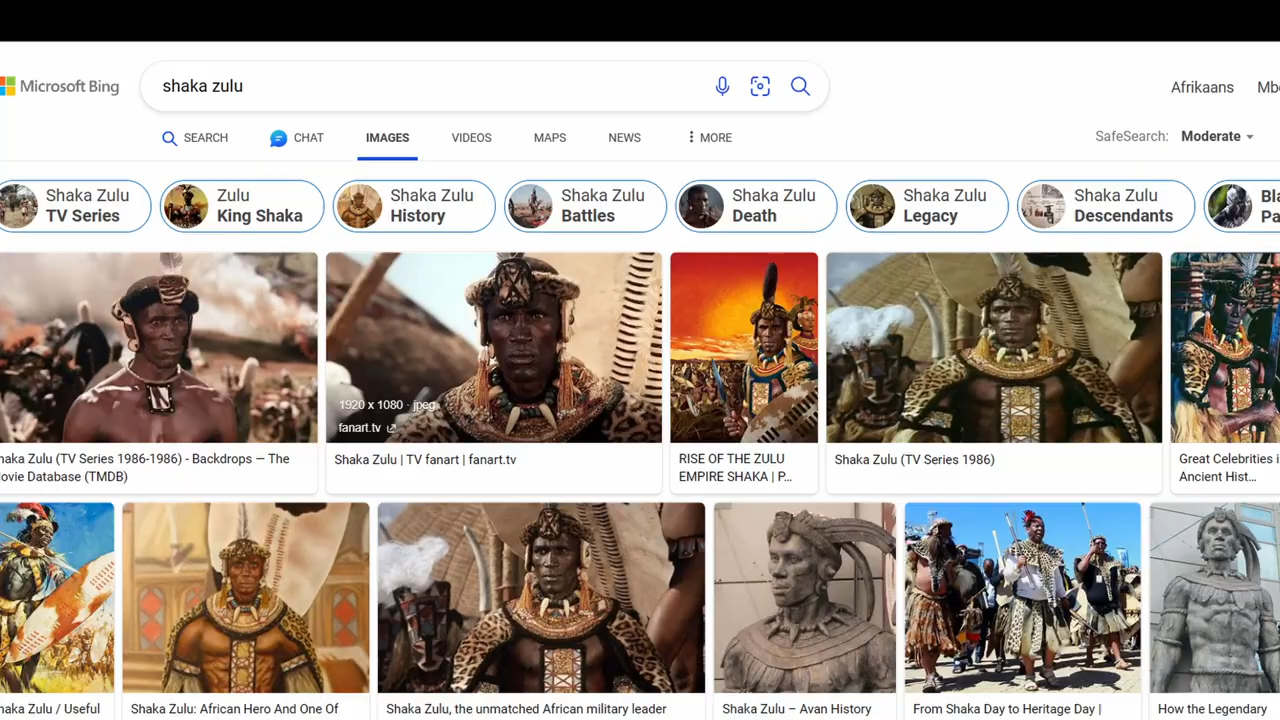 Microsoft Bing
shaka zulu
Afrikaans
SEARCH
CHAT
IMAGES
VIDEOS
MAPS
NEWS
MORE
SafeSearch: Moderate
Shaka Zulu
TV Series
Zulu
King Shaka
Shaka Zulu
History
Shaka Zulu
Battles
Shaka Zulu
Death
Shaka Zulu
Legacy
Shaka Zulu
Descendants
1920 x 1080 · jpeg
fanart.tv
haka Zulu (TV Series 1986-1986) - Backdrops — The
ovie Database (TMDB)
Shaka Zulu | TV fanart | fanart.tv
RISE OF THE ZULU
EMPIRE SHAKA | P...
Shaka Zulu (TV Series 1986)
Great Celebrities i
Ancient Hist...
haka Zulu / Useful
Shaka Zulu: African Hero And One Of
Shaka Zulu, the unmatched African military leader
Shaka Zulu – Avan History
From Shaka Day to Heritage Day |
How the Legendary